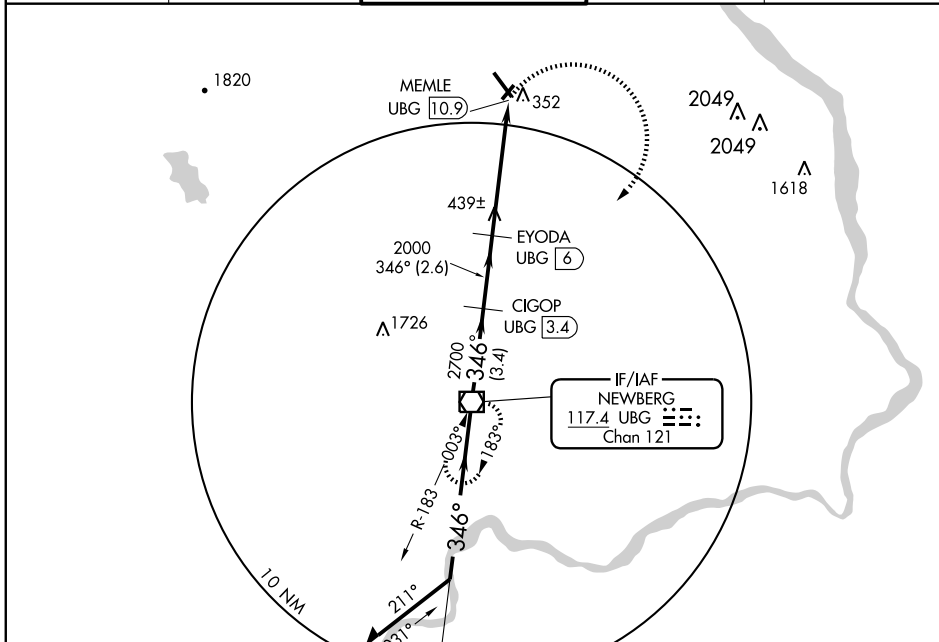 1820
MEMLE
UBG 10.9
352
2049
2049
1618
439±
EYODA
UBG 6
2000
346° (2.6)
CIGOP
UBG 3.4
1726
2700
346°
(3.4)
IF/IAF
NEWBERG
117.4 UBG
Chan 121
003°
183°
R-183
346°
10 NM
211°
031°